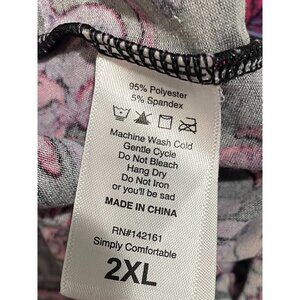 95% Polyester
5% Spandex
Machine Wash Cold
Gentle Cycle
Do Not Bleach
Hang Dry
Do Not Iron
or you'll be sad
MADE IN CHINA
RN#142161
Simply Comfortable
2XL